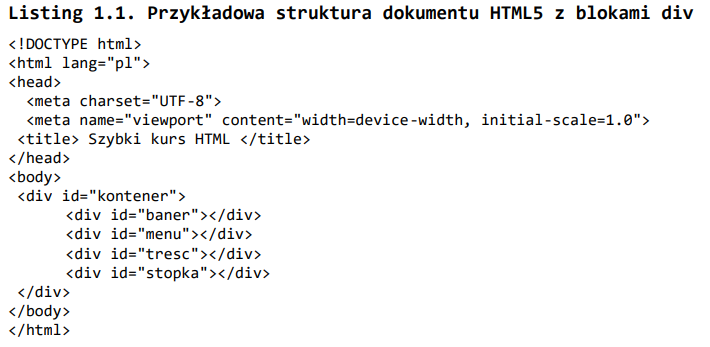 Listing 1.1. Przykładowa struktura dokumentu HTML5 z blokami div
<!DOCTYPE html>
<html lang="pl">
<head>
  <meta charset="UTF-8">
  <meta name="viewport" content="width=device-width, initial-scale=1.0">
 <title> Szybki kurs HTML </title>
</head>
<body>
 <div id="kontener">
      <div id="baner"></div>
      <div id="menu"></div>
      <div id="tresc"></div>
      <div id="stopka"></div>
 </div>
</body>
</html>